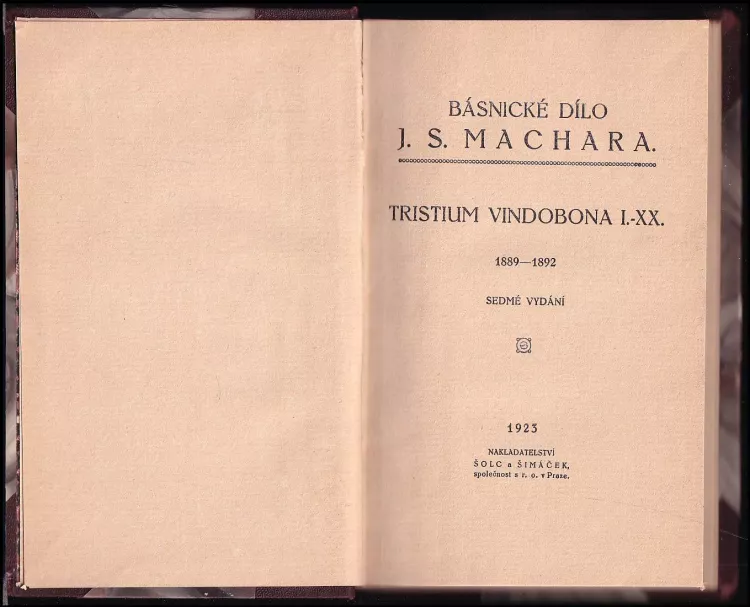 BÁSNICKÉ DÍLO
J. S. MACHARA.
TRISTIUM VINDOBONA I.-XX.
1889—1892
SEDMÉ VYDÁNÍ
1923
NAKLADATELSTVÍ
ŠOLC a ŠIMÁČEK,
společnost s r. o. v Praze.